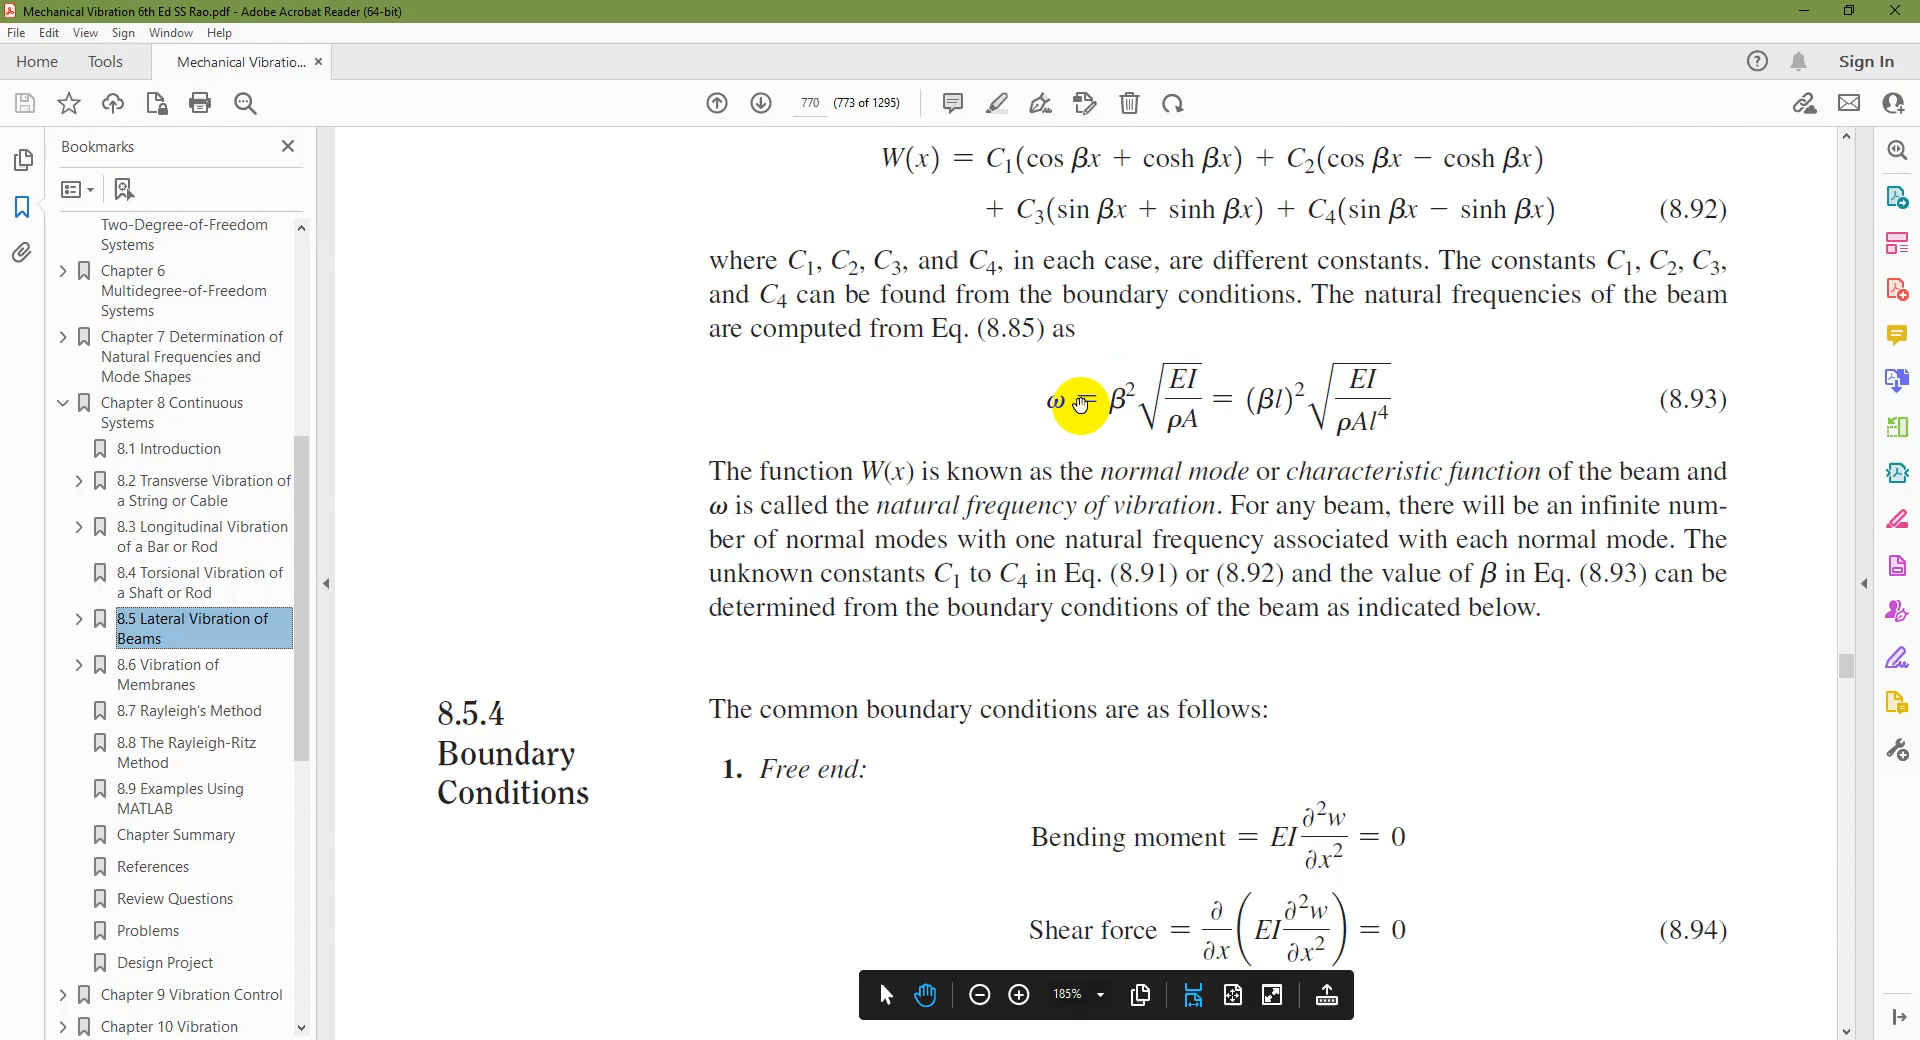 Mechanical Vibration 6th Ed SS Rao.pdf - Adobe Acrobat Reader (64-bit)
File Edit View Sign Window Help
Home Tools Mechanical Vibratio... × Sign In
770 (773 of 1295)
Bookmarks
Two-Degree-of-Freedom
Systems
Chapter 6
Multidegree-of-Freedom
Systems
Chapter 7 Determination of
Natural Frequencies and
Mode Shapes
Chapter 8 Continuous
Systems
8.1 Introduction
8.2 Transverse Vibration of
a String or Cable
8.3 Longitudinal Vibration
of a Bar or Rod
8.4 Torsional Vibration of
a Shaft or Rod
8.5 Lateral Vibration of
Beams
8.6 Vibration of
Membranes
8.7 Rayleigh's Method
8.8 The Rayleigh-Ritz
Method
8.9 Examples Using
MATLAB
Chapter Summary
References
Review Questions
Problems
Design Project
Chapter 9 Vibration Control
Chapter 10 Vibration
W(x) = C₁(cos βx + cosh βx) + C₂(cos βx − cosh βx)
+ C₃(sin βx + sinh βx) + C₄(sin βx − sinh βx) (8.92)
where C₁, C₂, C₃, and C₄, in each case, are different constants. The constants C₁, C₂, C₃,
and C₄ can be found from the boundary conditions. The natural frequencies of the beam
are computed from Eq. (8.85) as
ω = β²√(EI/ρA) = (βl)²√(EI/ρAl⁴) (8.93)
The function W(x) is known as the normal mode or characteristic function of the beam and
ω is called the natural frequency of vibration. For any beam, there will be an infinite num-
ber of normal modes with one natural frequency associated with each normal mode. The
unknown constants C₁ to C₄ in Eq. (8.91) or (8.92) and the value of β in Eq. (8.93) can be
determined from the boundary conditions of the beam as indicated below.
8.5.4
Boundary
Conditions
The common boundary conditions are as follows:
1. Free end:
Bending moment = EI ∂²w/∂x² = 0
Shear force = ∂/∂x (EI ∂²w/∂x²) = 0 (8.94)
185%